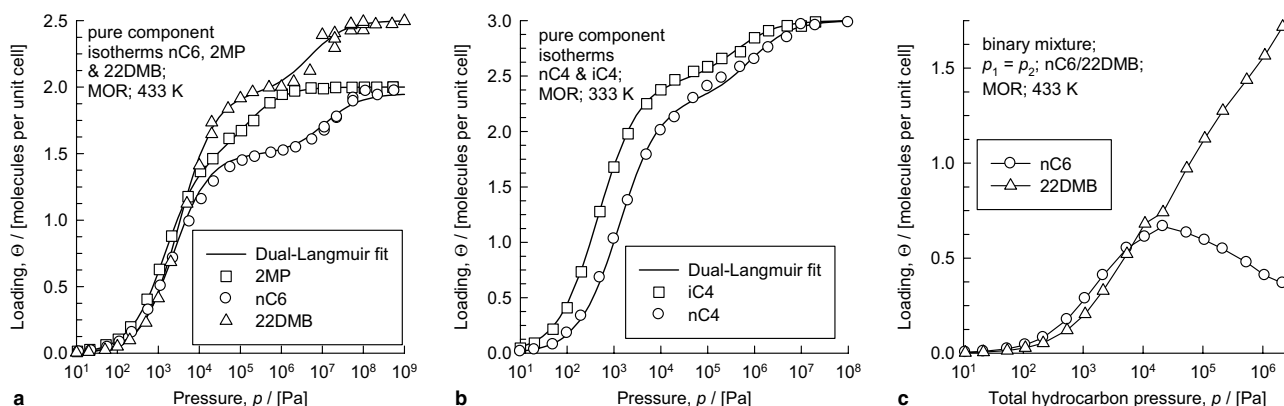 pure component
isotherms nC6, 2MP
& 22DMB;
MOR; 433 K
Dual-Langmuir fit
2MP
nC6
22DMB
Loading, Θ / [molecules per unit cell]
2.5
2.0
1.5
1.0
0.5
0.0
10¹ 10² 10³ 10⁴ 10⁵ 10⁶ 10⁷ 10⁸ 10⁹
a Pressure, p / [Pa]
pure component
isotherms
nC4 & iC4;
MOR; 333 K
Dual-Langmuir fit
iC4
nC4
Loading, Θ / [molecules per unit cell]
3.0
2.5
2.0
1.5
1.0
0.5
0.0
10¹ 10² 10³ 10⁴ 10⁵ 10⁶ 10⁷ 10⁸
b Pressure, p / [Pa]
binary mixture;
p₁ = p₂; nC6/22DMB;
MOR; 433 K
nC6
22DMB
Loading, Θ / [molecules per unit cell]
1.5
1.0
0.5
0.0
10¹ 10² 10³ 10⁴ 10⁵ 10⁶
c Total hydrocarbon pressure, p / [Pa]